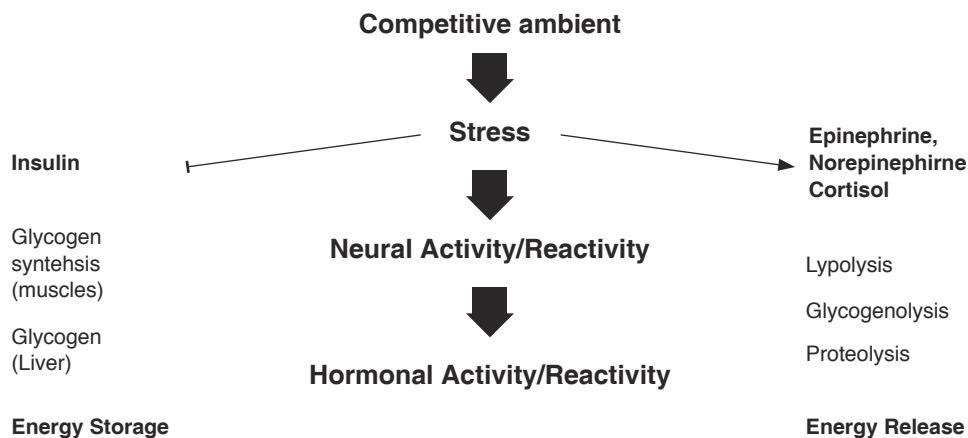 Competitive ambient
Stress
Insulin
Epinephrine,
Norepinephirne
Cortisol
Neural Activity/Reactivity
Glycogen
syntehsis
(muscles)
Lypolysis
Glycogenolysis
Glycogen
(Liver)
Proteolysis
Hormonal Activity/Reactivity
Energy Storage
Energy Release